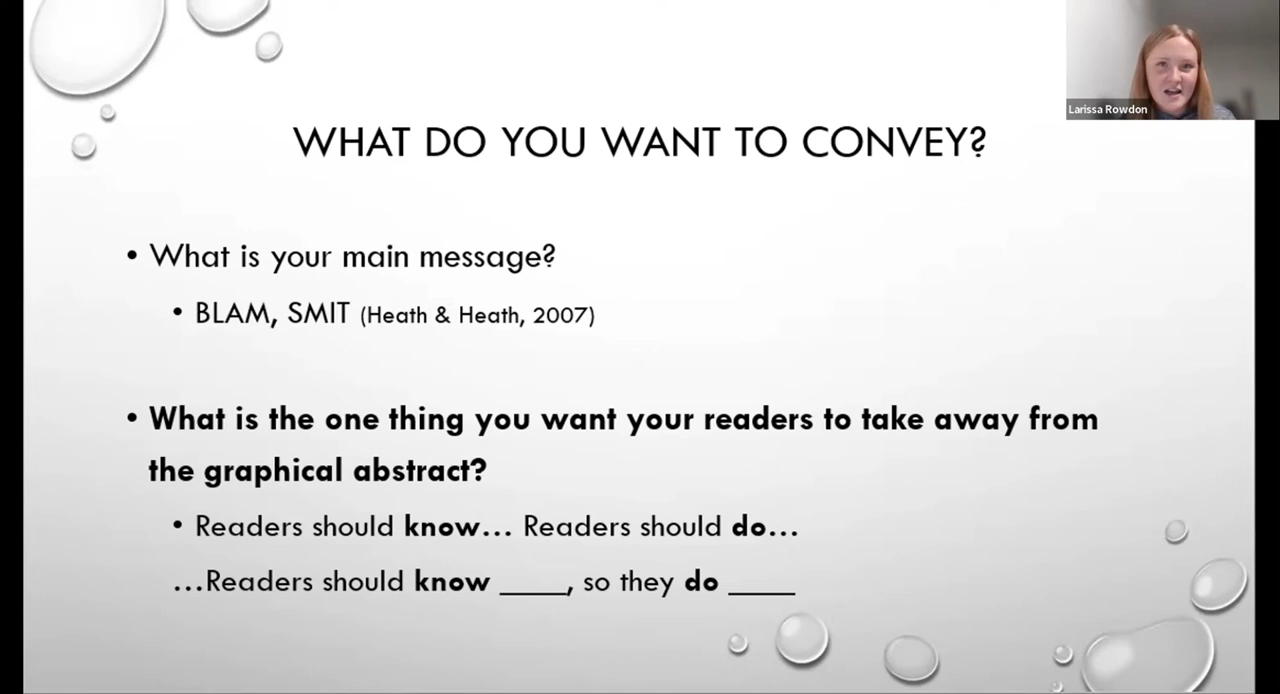 Larissa Rowdon
WHAT DO YOU WANT TO CONVEY?
• What is your main message?
• BLAM, SMIT (Heath & Heath, 2007)
• What is the one thing you want your readers to take away from
the graphical abstract?
• Readers should know... Readers should do...
...Readers should know ____, so they do ____